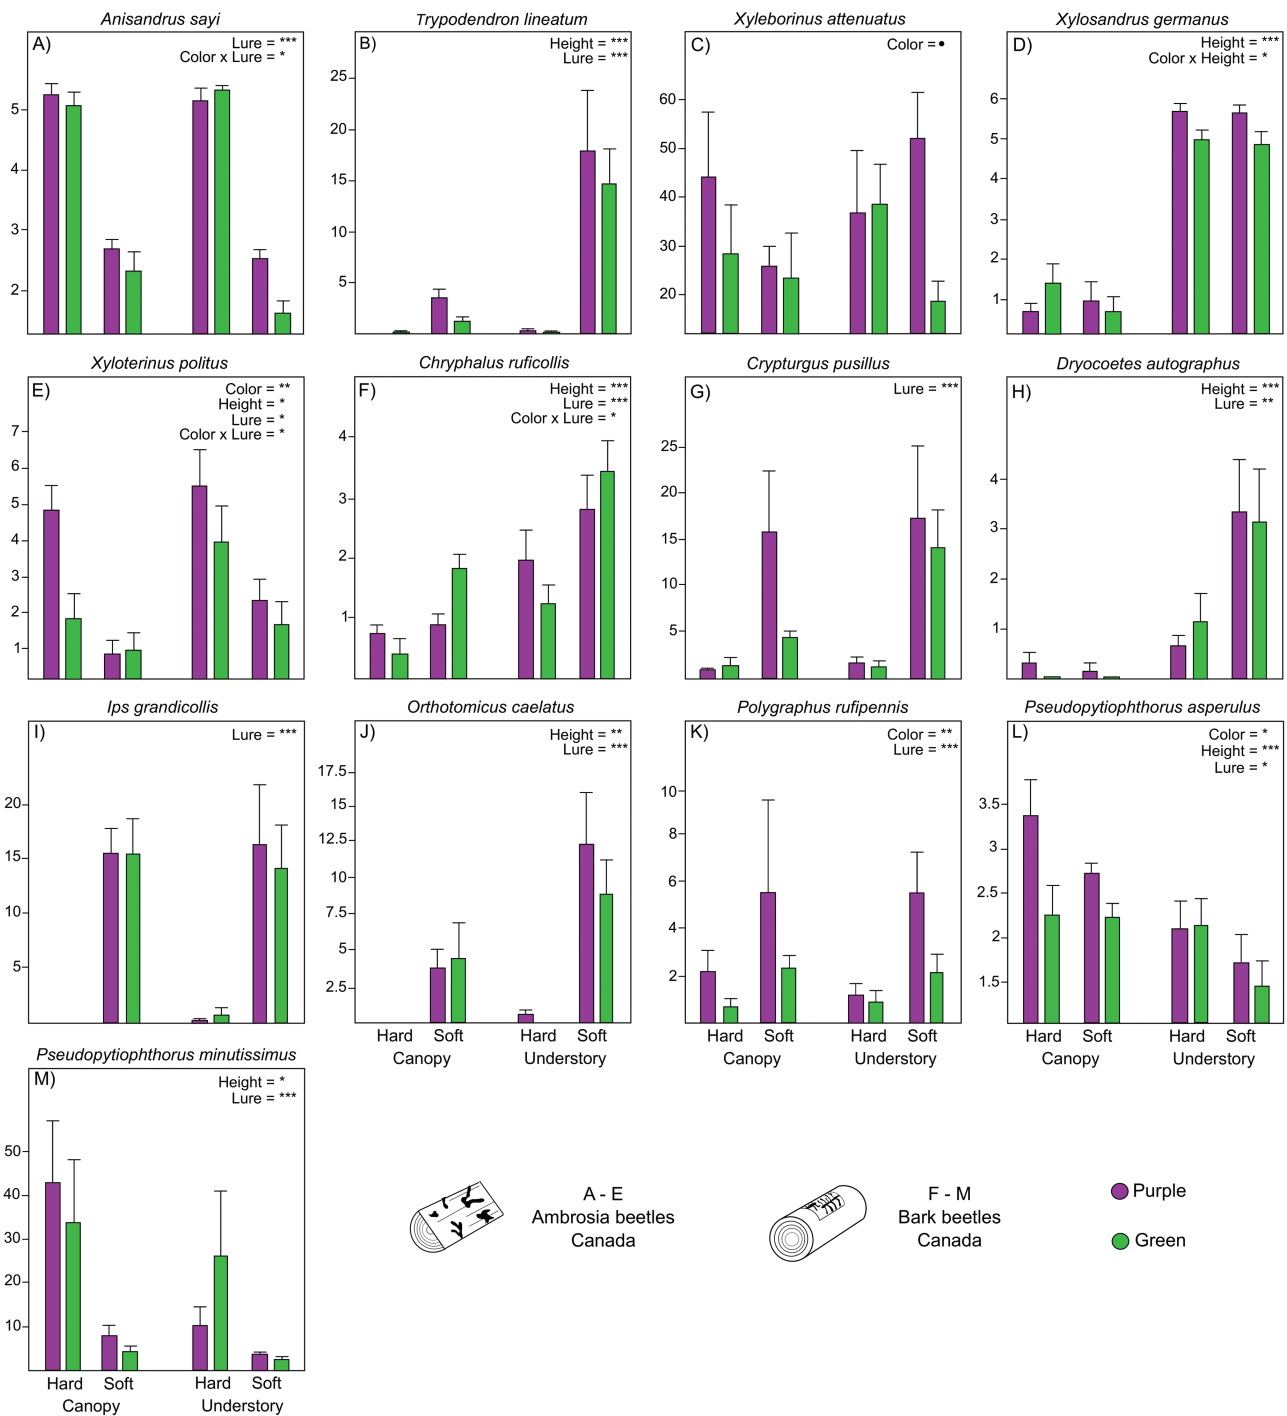 Anisandrus sayi
A)
Lure = ***
Color x Lure = *
5
4
3
2
Trypodendron lineatum
B)
Height = ***
Lure = ***
25
20
15
10
5
Xyleborinus attenuatus
C)
Color = •
60
50
40
30
20
Xylosandrus germanus
D)
Height = ***
Color x Height = *
6
5
4
3
2
1
Xyloterinus politus
E)
Color = **
Height = *
Lure = *
Color x Lure = *
7
6
5
4
3
2
1
Chryphalus ruficollis
F)
Height = ***
Lure = ***
Color x Lure = *
4
3
2
1
Crypturgus pusillus
G)
Lure = ***
25
20
15
10
5
Dryocoetes autographus
H)
Height = ***
Lure = **
4
3
2
1
Ips grandicollis
I)
Lure = ***
20
15
10
5
Orthotomicus caelatus
J)
Height = **
Lure = ***
17.5
15
12.5
10
7.5
5
2.5
Hard Soft Hard Soft
Canopy Understory
Polygraphus rufipennis
K)
Color = **
Lure = ***
10
8
6
4
2
Hard Soft Hard Soft
Canopy Understory
Pseudopytiophthorus asperulus
L)
Color = *
Height = ***
Lure = *
3.5
3
2.5
2
1.5
Hard Soft Hard Soft
Canopy Understory
Pseudopytiophthorus minutissimus
M)
Height = *
Lure = ***
50
40
30
20
10
Hard Soft Hard Soft
Canopy Understory
A - E
Ambrosia beetles
Canada
F - M
Bark beetles
Canada
Purple
Green